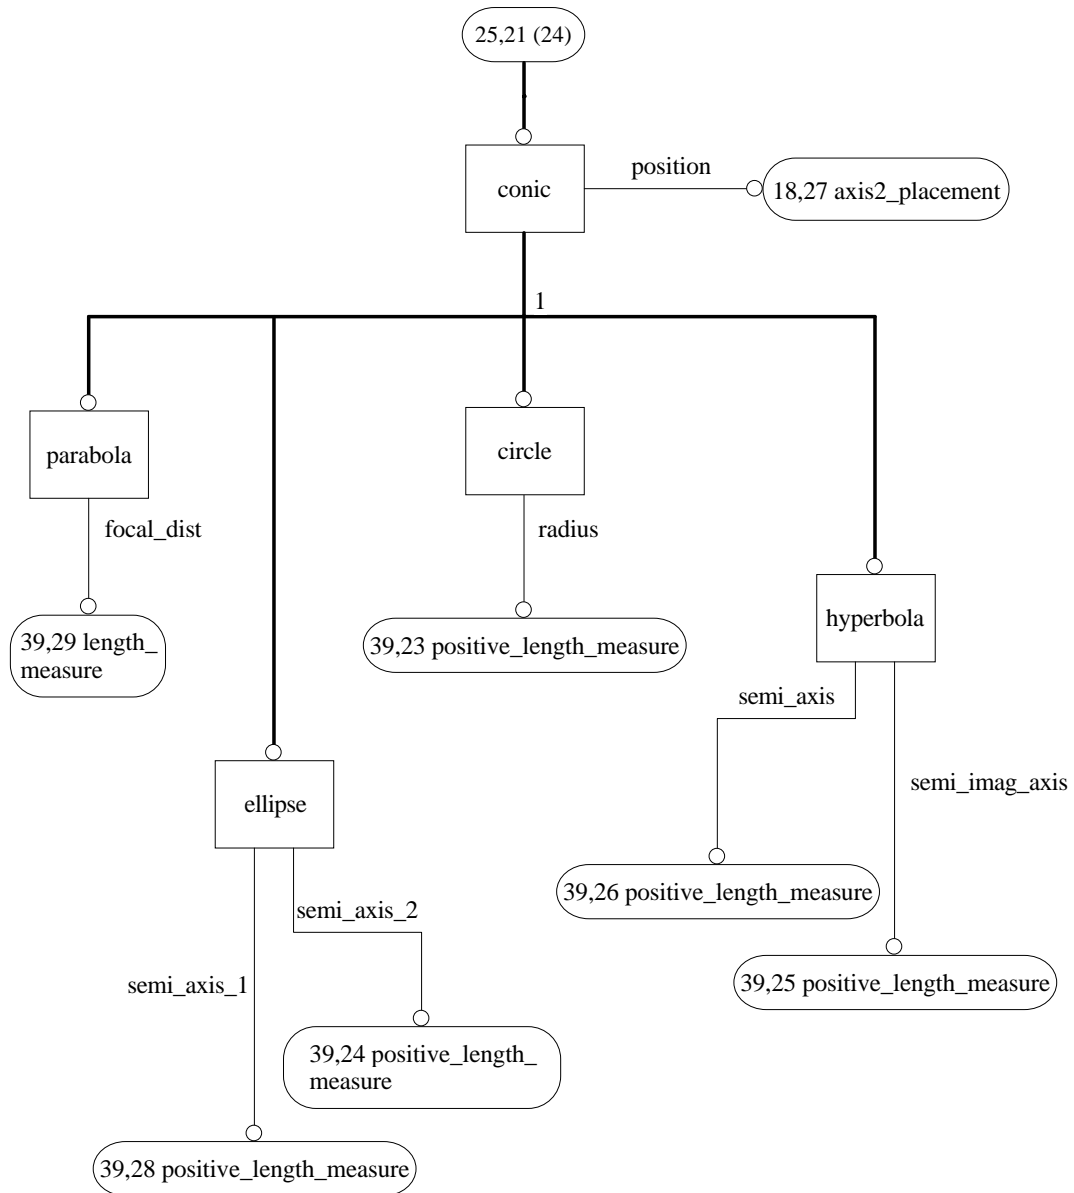 25,21 (24)
conic
position
18,27 axis2_placement
1
parabola
circle
focal_dist
radius
39,29 length_
measure
39,23 positive_length_measure
hyperbola
semi_axis
semi_imag_axis
ellipse
39,26 positive_length_measure
semi_axis_2
semi_axis_1
39,25 positive_length_measure
39,24 positive_length_
measure
39,28 positive_length_measure